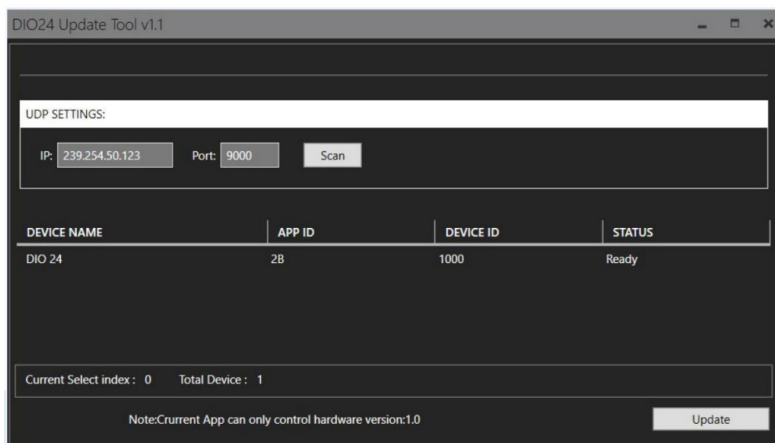 DIO24 Update Tool v1.1
UDP SETTINGS:
IP: 239.254.50.123 Port: 9000 Scan
DEVICE NAME APP ID DEVICE ID STATUS
DIO 24 2B 1000 Ready
Current Select index : 0 Total Device : 1
Note:Crurrent App can only control hardware version:1.0 Update